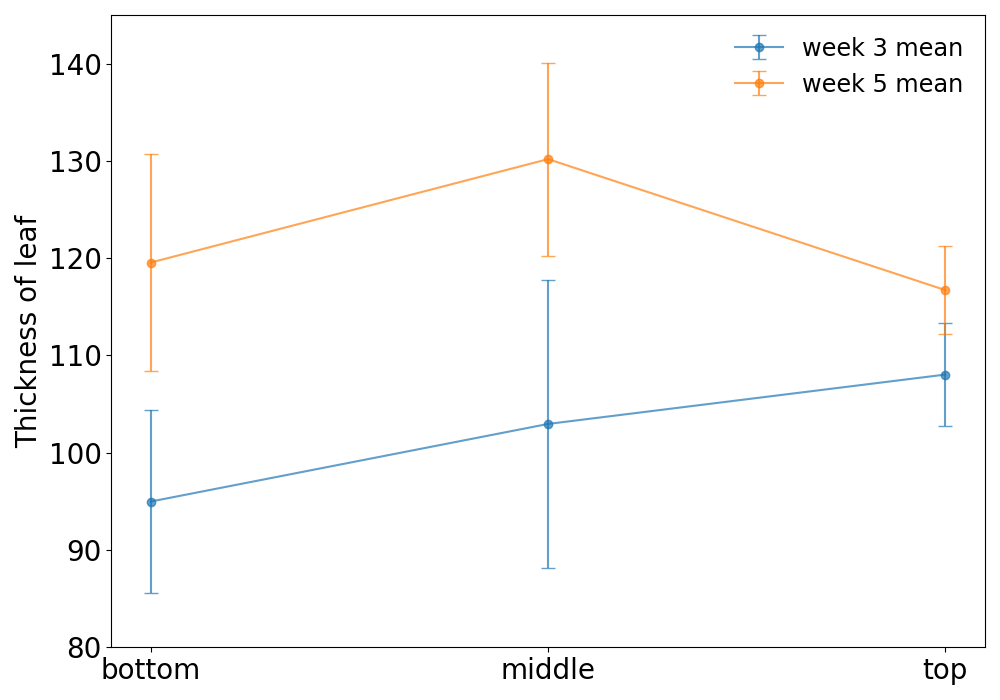 week 3 mean
week 5 mean
Thickness of leaf
140
130
120
110
100
90
80
bottom
middle
top